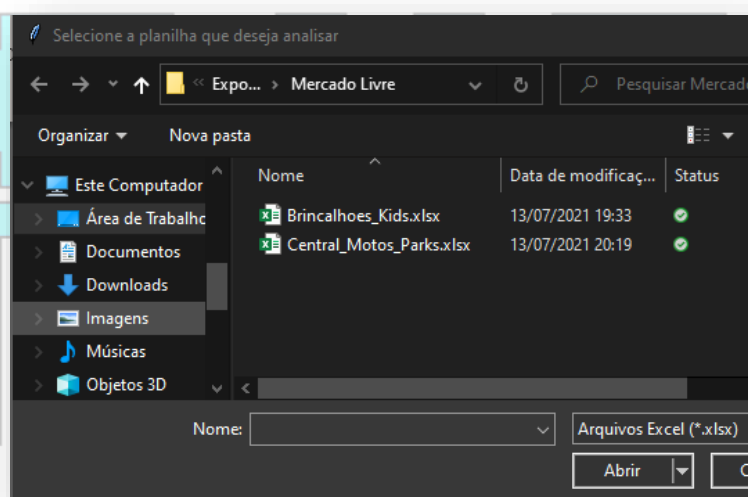 Selecione a planilha que deseja analisar
« Expo... › Mercado Livre
Pesquisar Mercado
Organizar
Nova pasta
Este Computador
Área de Trabalho
Documentos
Downloads
Imagens
Músicas
Objetos 3D
Nome
Data de modificaç...
Status
Brincalhoes_Kids.xlsx
13/07/2021 19:33
Central_Motos_Parks.xlsx
13/07/2021 20:19
Nome:
Arquivos Excel (*.xlsx)
Abrir
C